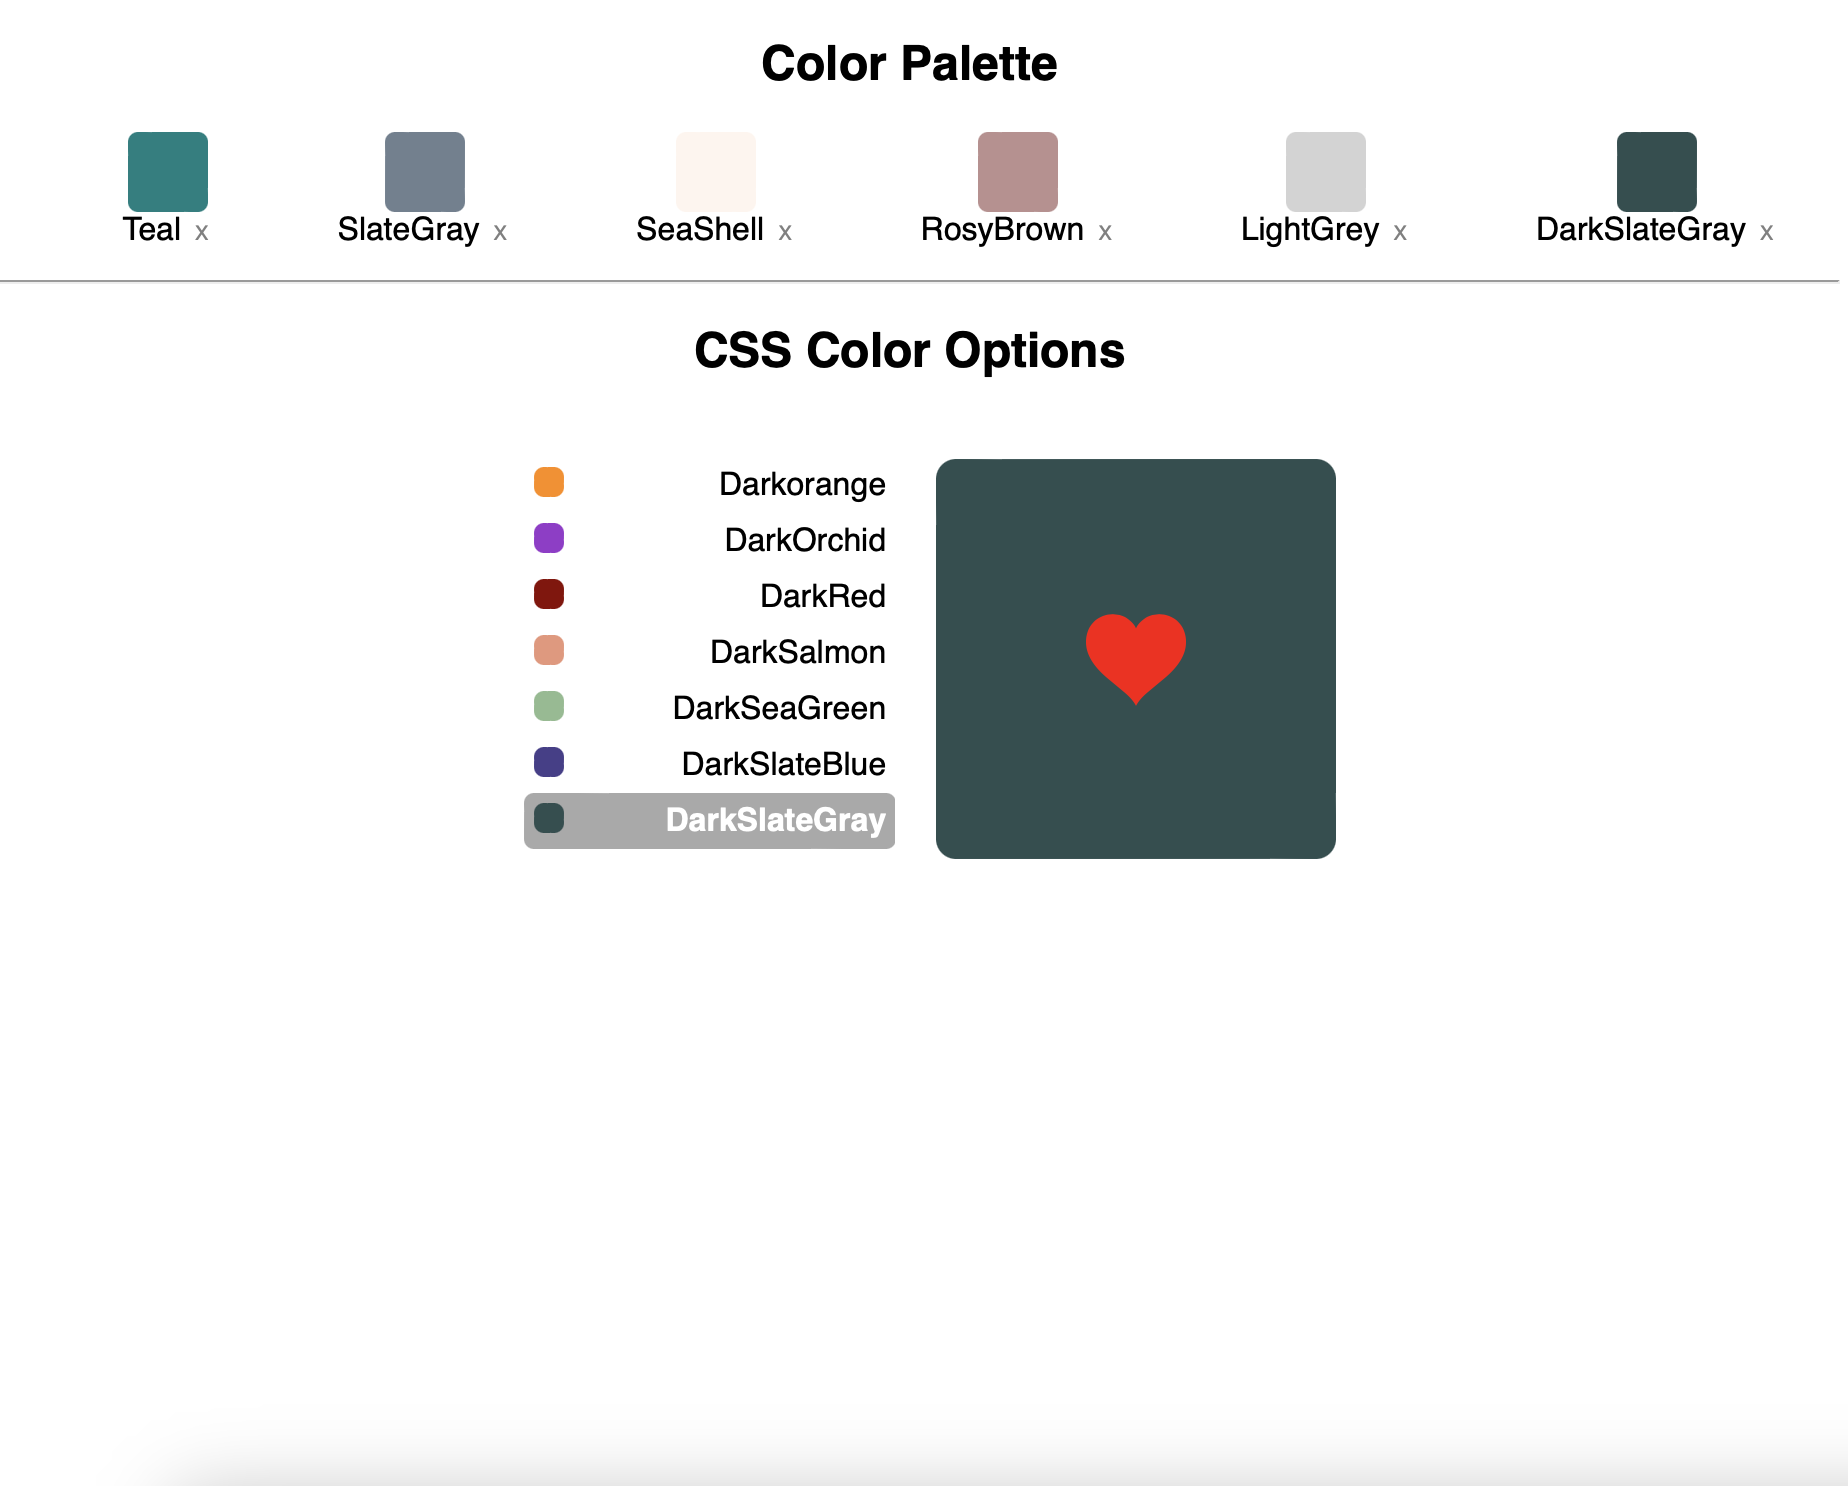 Color Palette
Teal x SlateGray x SeaShell x RosyBrown x LightGrey x DarkSlateGray x
CSS Color Options
Darkorange
DarkOrchid
DarkRed
DarkSalmon
DarkSeaGreen
DarkSlateBlue
DarkSlateGray